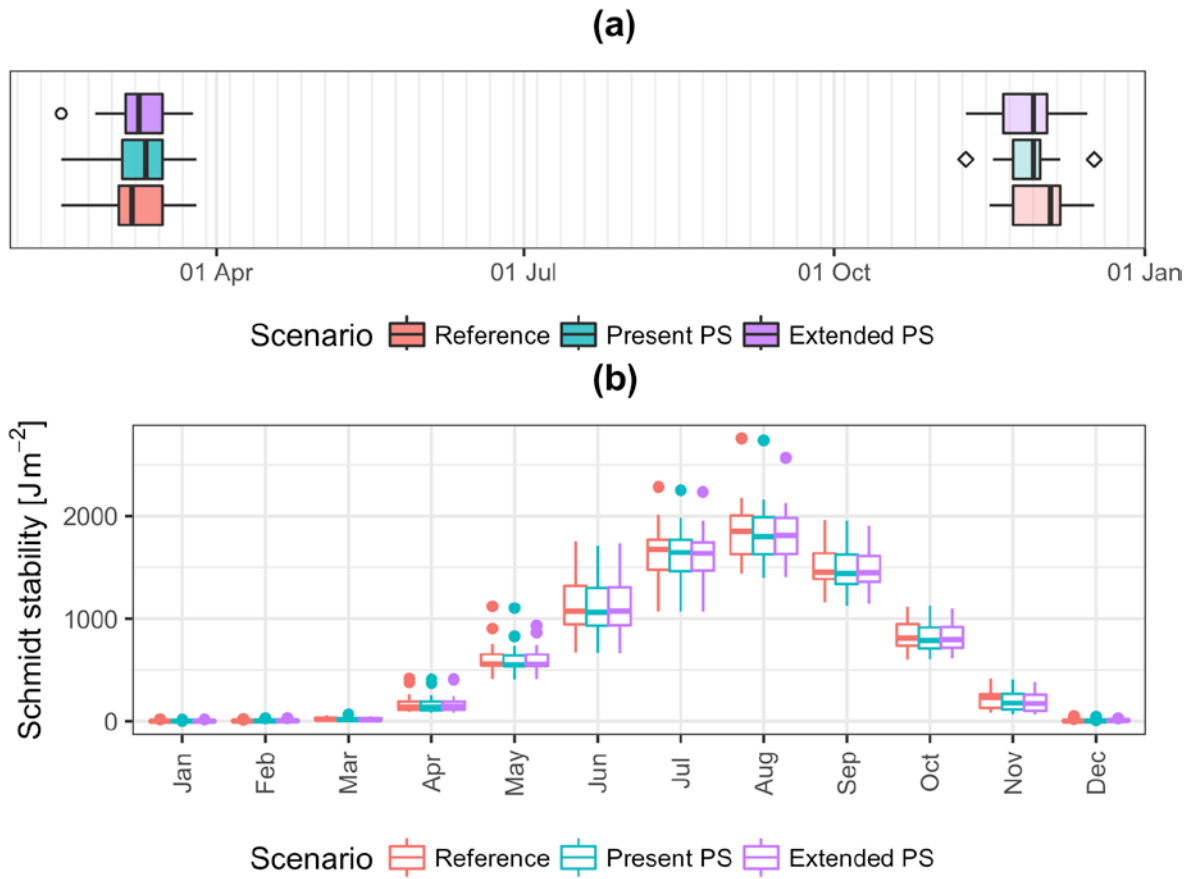 (a)
01 Apr 01 Jul 01 Oct 01 Jan
Scenario Reference Present PS Extended PS
(b)
Schmidt stability [J m⁻²]
2000
1000
0
Jan Feb Mar Apr May Jun Jul Aug Sep Oct Nov Dec
Scenario Reference Present PS Extended PS